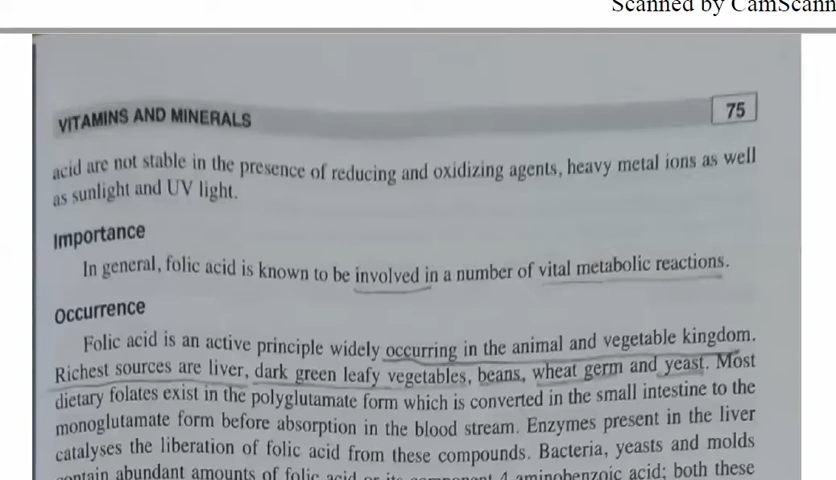 Scanned by CamScann
VITAMINS AND MINERALS 75
acid are not stable in the presence of reducing and oxidizing agents, heavy metal ions as well
as sunlight and UV light.
Importance
In general, folic acid is known to be involved in a number of vital metabolic reactions.
Occurrence
Folic acid is an active principle widely occurring in the animal and vegetable kingdom.
Richest sources are liver, dark green leafy vegetables, beans, wheat germ and yeast. Most
dietary folates exist in the polyglutamate form which is converted in the small intestine to the
monoglutamate form before absorption in the blood stream. Enzymes present in the liver
catalyses the liberation of folic acid from these compounds. Bacteria, yeasts and molds
contain abundant amounts of folic acid or its component 4 aminobenzoic acid; both these